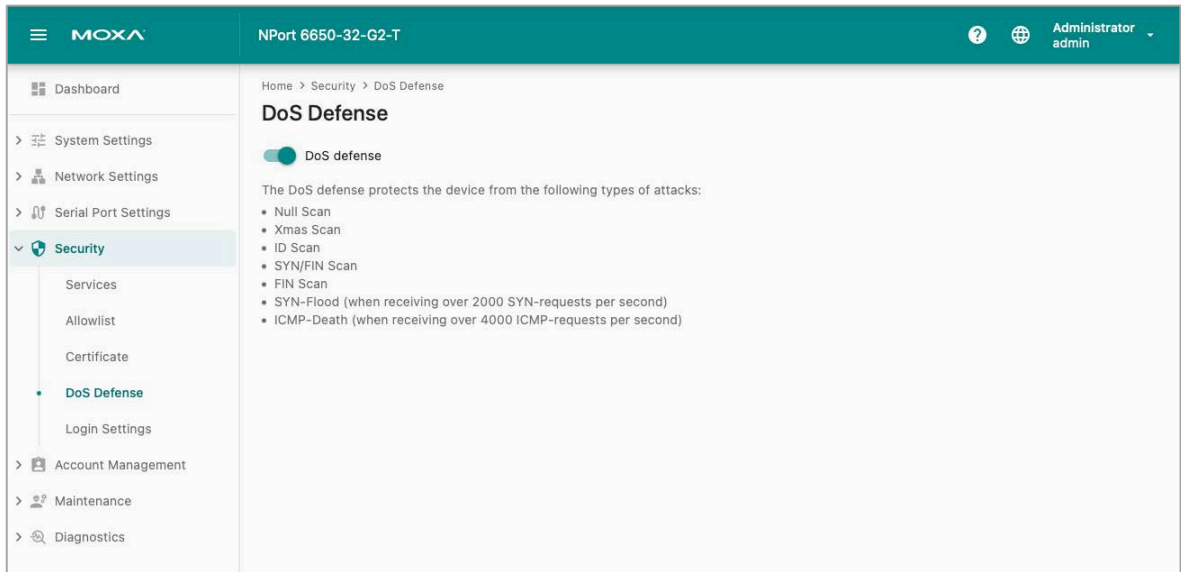 MOXA
NPort 6650-32-G2-T
Administrator
admin
Dashboard
System Settings
Network Settings
Serial Port Settings
Security
Services
Allowlist
Certificate
DoS Defense
Login Settings
Account Management
Maintenance
Diagnostics
Home > Security > DoS Defense
DoS Defense
DoS defense
The DoS defense protects the device from the following types of attacks:
• Null Scan
• Xmas Scan
• ID Scan
• SYN/FIN Scan
• FIN Scan
• SYN-Flood (when receiving over 2000 SYN-requests per second)
• ICMP-Death (when receiving over 4000 ICMP-requests per second)